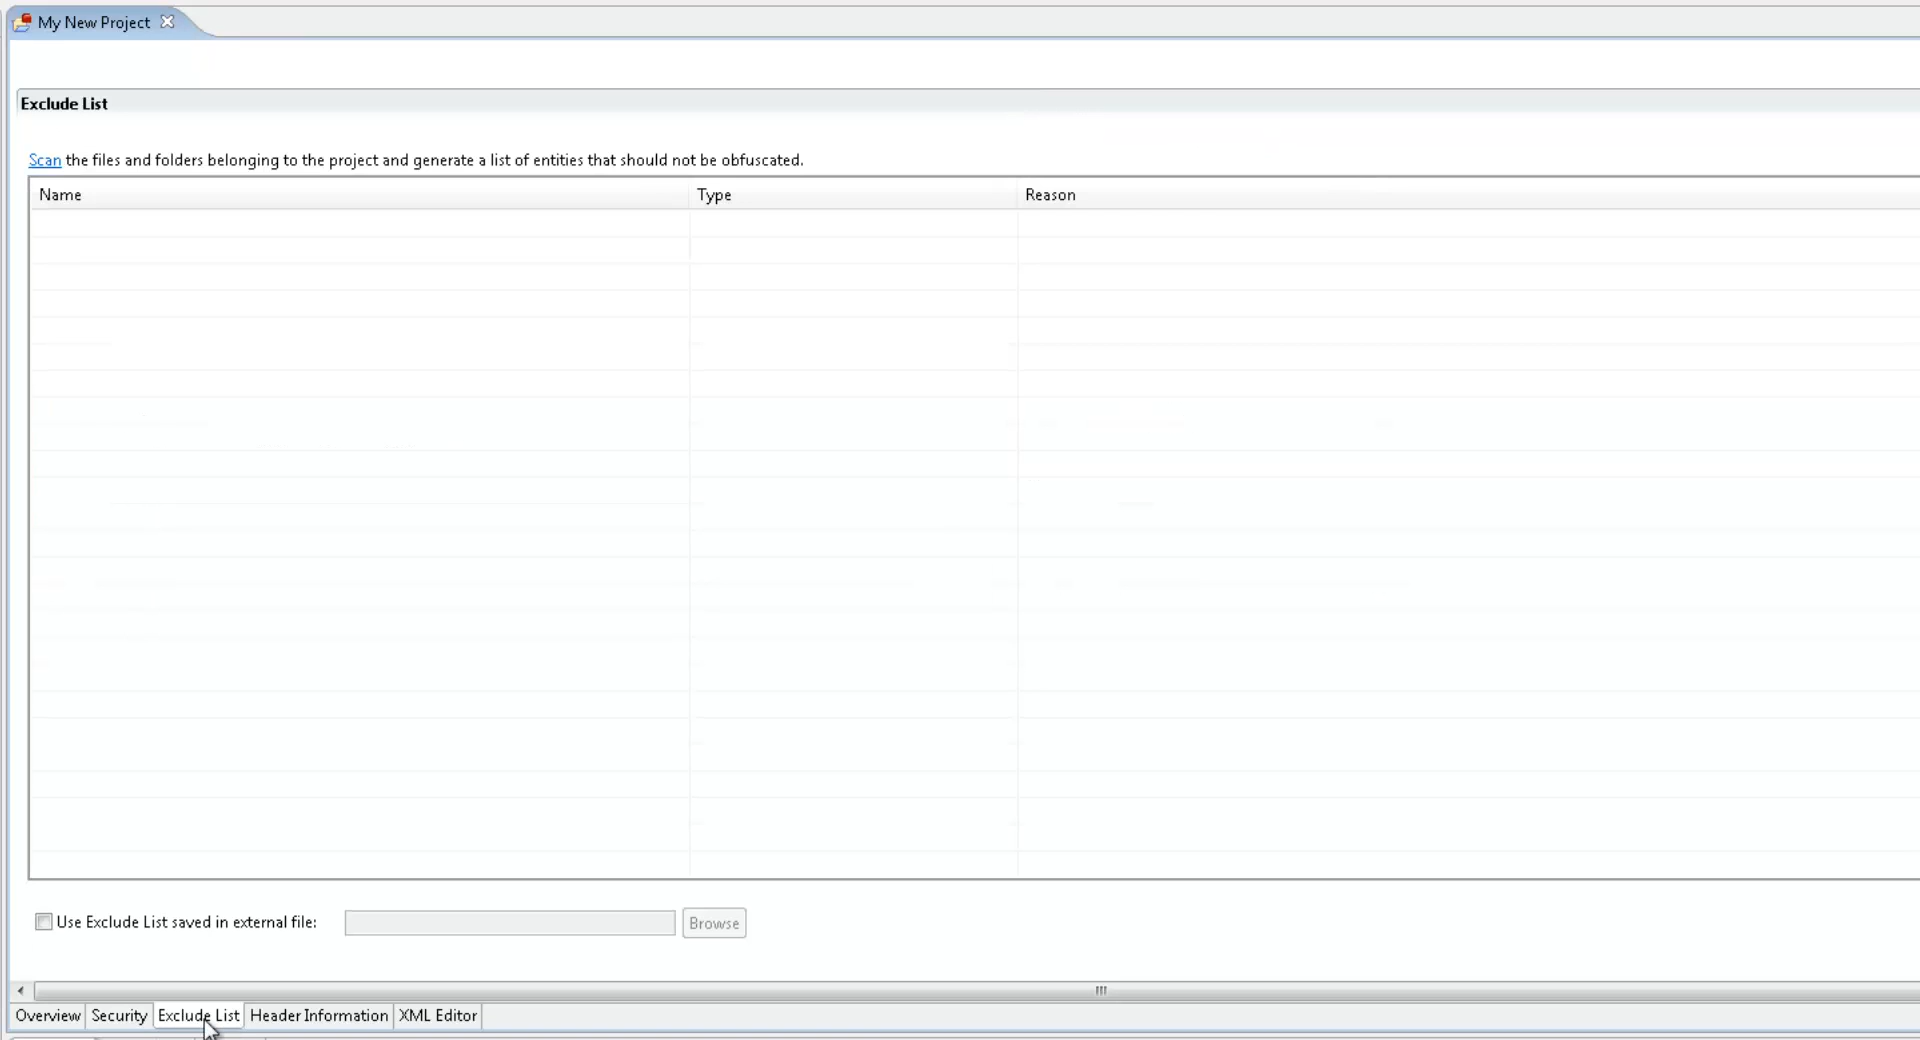 My New Project
Exclude List
Scan the files and folders belonging to the project and generate a list of entities that should not be obfuscated.
Name Type Reason
Use Exclude List saved in external file: Browse
Overview Security Exclude List Header Information XML Editor